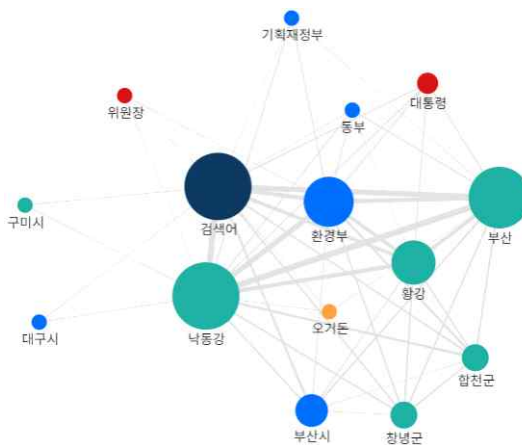 기획재정부
대통령
위원장
동부
구미시
검색어
환경부
부산
황강
낙동강
오거돈
대구시
합천군
부산시
창녕군